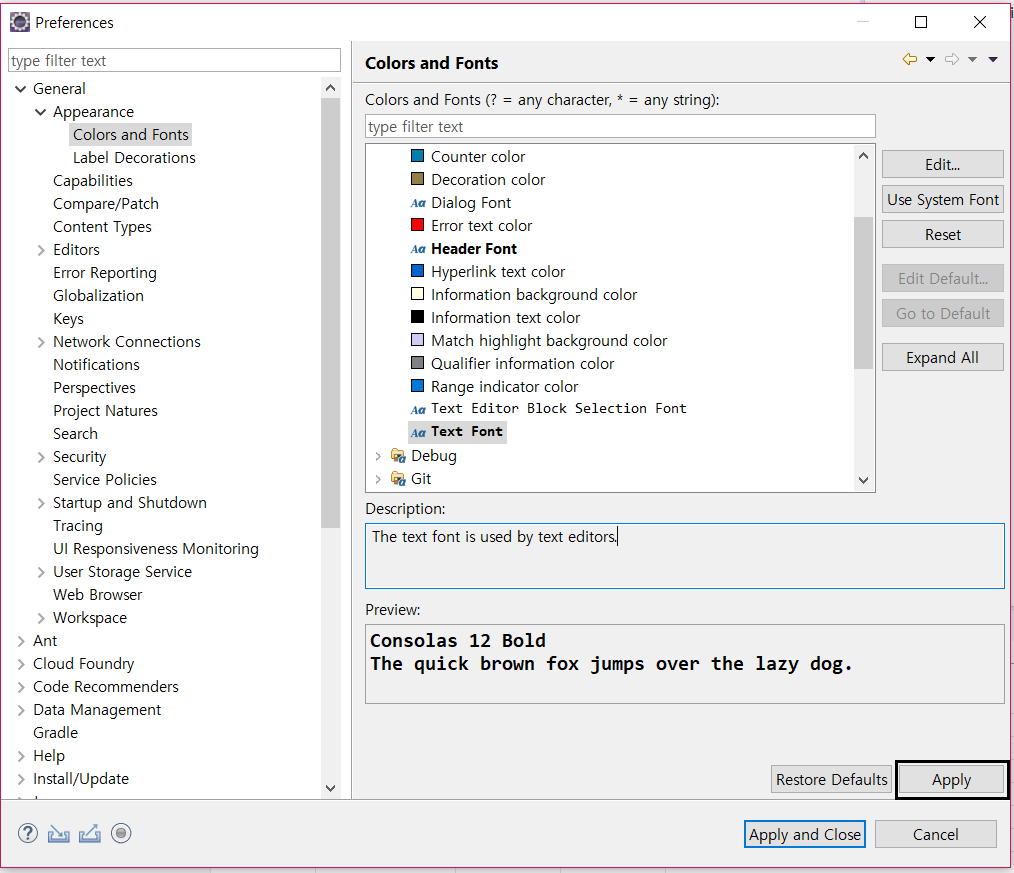 Preferences
type filter text
General
Appearance
Colors and Fonts
Label Decorations
Capabilities
Compare/Patch
Content Types
Editors
Error Reporting
Globalization
Keys
Network Connections
Notifications
Perspectives
Project Natures
Search
Security
Service Policies
Startup and Shutdown
Tracing
UI Responsiveness Monitoring
User Storage Service
Web Browser
Workspace
Ant
Cloud Foundry
Code Recommenders
Data Management
Gradle
Help
Install/Update
Colors and Fonts
Colors and Fonts (? = any character, * = any string):
type filter text
Counter color
Decoration color
Aa Dialog Font
Error text color
Aa Header Font
Hyperlink text color
Information background color
Information text color
Match highlight background color
Qualifier information color
Range indicator color
Aa Text Editor Block Selection Font
Aa Text Font
Debug
Git
Edit...
Use System Font
Reset
Edit Default...
Go to Default
Expand All
Description:
The text font is used by text editors.
Preview:
Consolas 12 Bold
The quick brown fox jumps over the lazy dog.
Restore Defaults
Apply
?
Apply and Close
Cancel